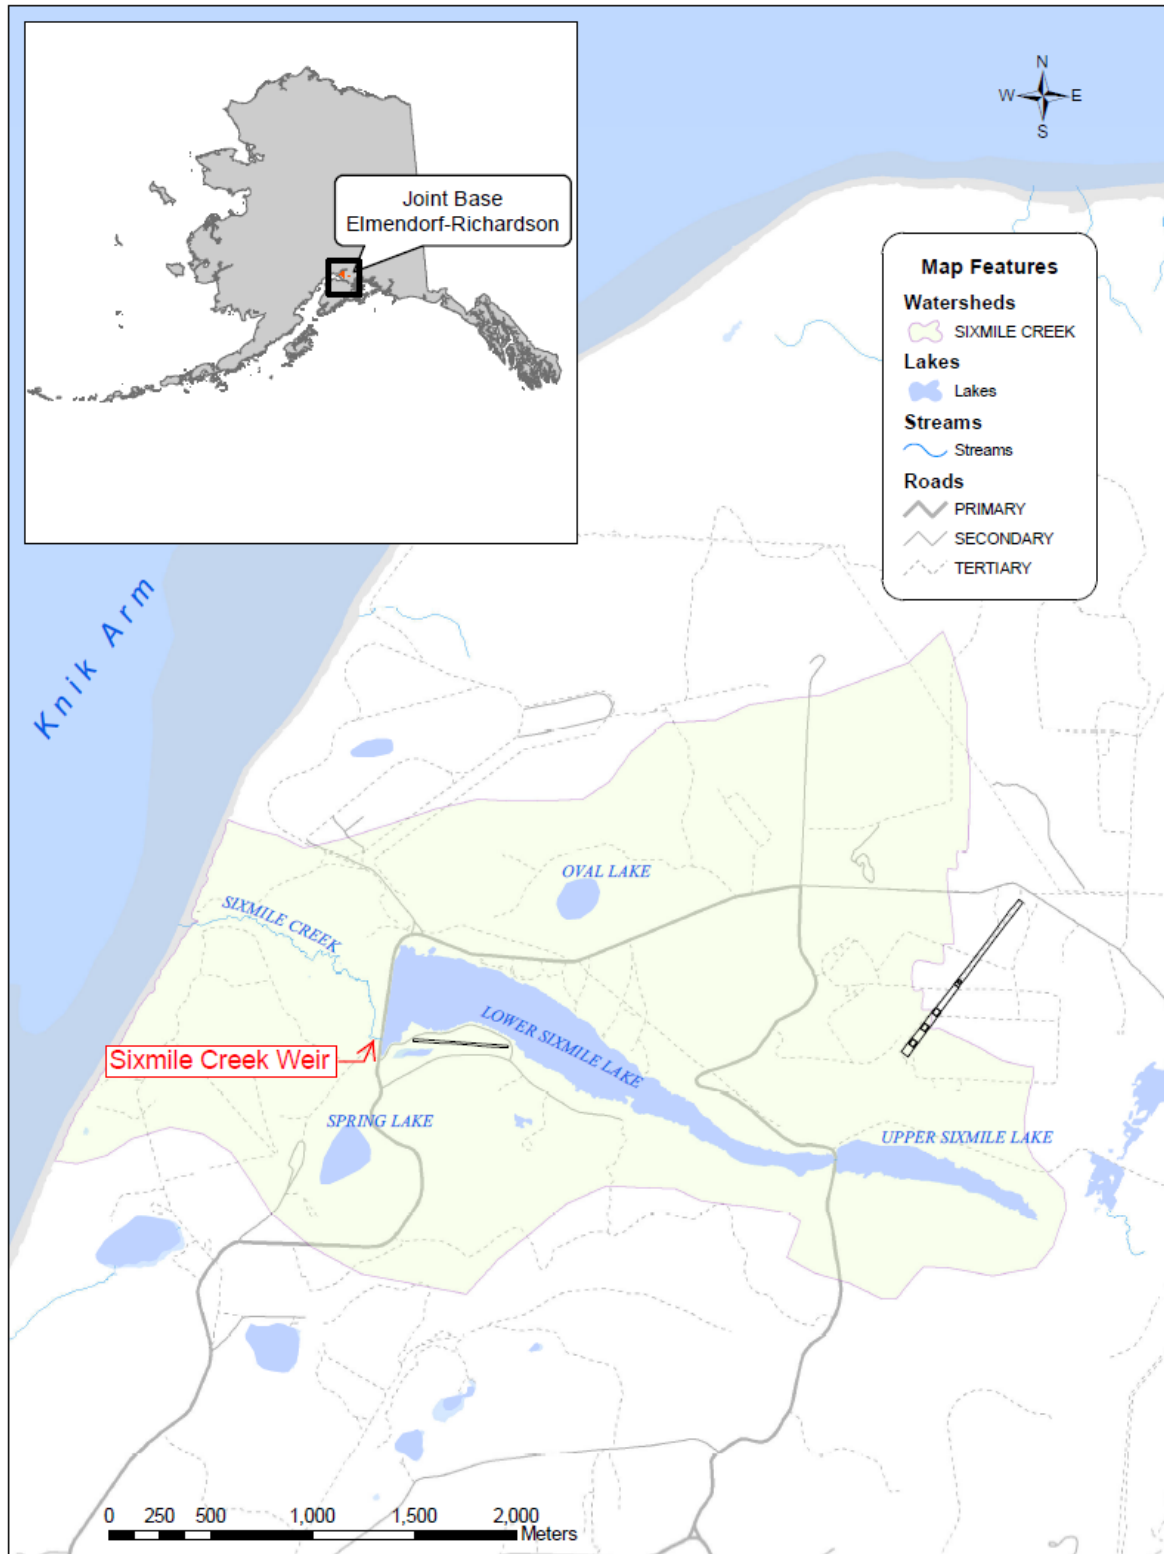 Joint Base
Elmendorf-Richardson
N
W E
S
Map Features
Watersheds
SIXMILE CREEK
Lakes
Lakes
Streams
Streams
Roads
PRIMARY
SECONDARY
TERTIARY
Knik Arm
OVAL LAKE
SIXMILE CREEK
LOWER SIXMILE LAKE
Sixmile Creek Weir
SPRING LAKE
UPPER SIXMILE LAKE
0 250 500 1,000 1,500 2,000
Meters